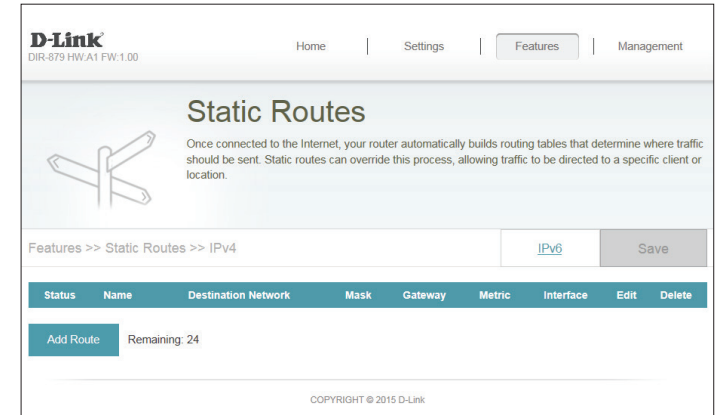 D-Link
DIR-879 HW:A1 FW:1.00
Home | Settings | Features | Management
Static Routes
Once connected to the Internet, your router automatically builds routing tables that determine where traffic
should be sent. Static routes can override this process, allowing traffic to be directed to a specific client or
location.
Features >> Static Routes >> IPv4
IPv6
Save
Status Name Destination Network Mask Gateway Metric Interface Edit Delete
Add Route Remaining: 24
COPYRIGHT © 2015 D-Link